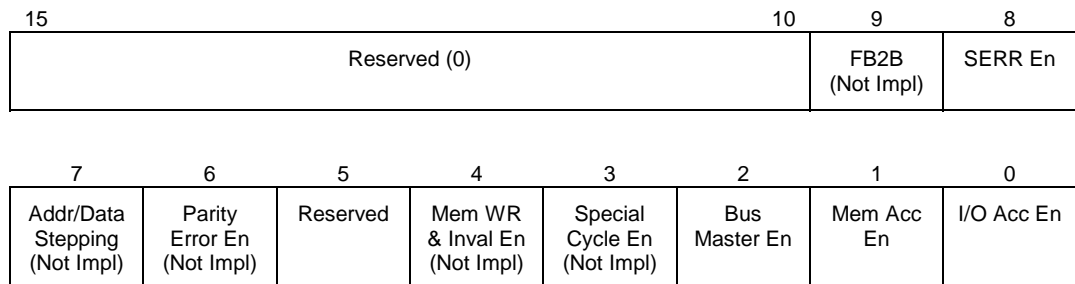 15 10 9 8
Reserved (0) FB2B SERR En
(Not Impl)
7 6 5 4 3 2 1 0
Addr/Data Parity Reserved Mem WR Special Bus Mem Acc I/O Acc En
Stepping Error En & Inval En Cycle En Master En En
(Not Impl) (Not Impl) (Not Impl) (Not Impl)